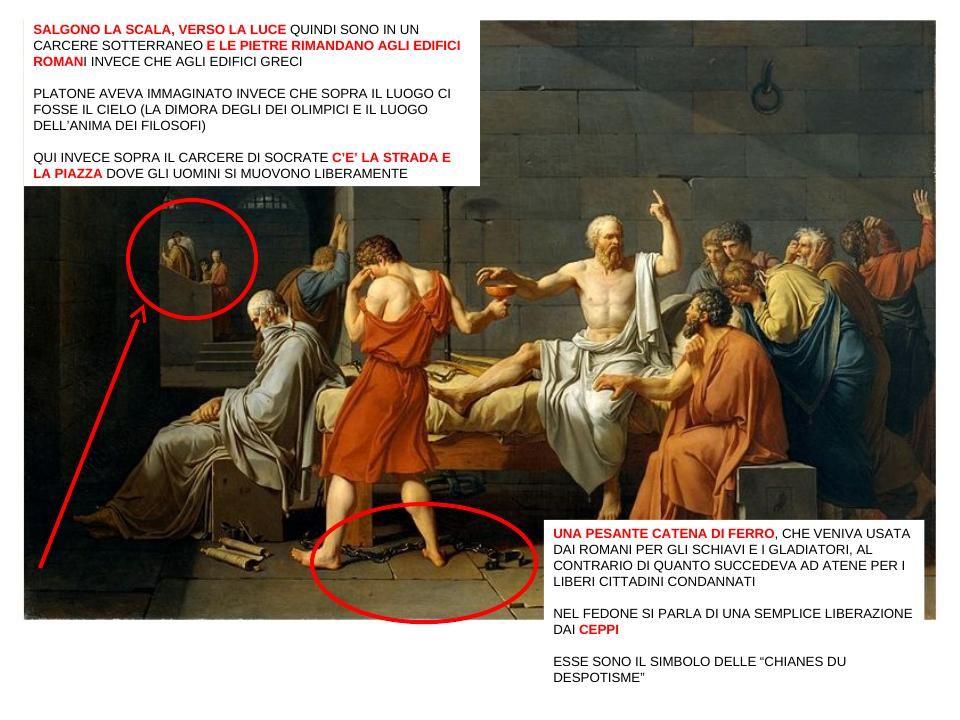 SALGONO LA SCALA, VERSO LA LUCE QUINDI SONO IN UN
CARCERE SOTTERRANEO E LE PIETRE RIMANDANO AGLI EDIFICI
ROMANI INVECE CHE AGLI EDIFICI GRECI
PLATONE AVEVA IMMAGINATO INVECE CHE SOPRA IL LUOGO CI
FOSSE IL CIELO (LA DIMORA DEGLI DEI OLIMPICI E IL LUOGO
DELL'ANIMA DEI FILOSOFI)
QUI INVECE SOPRA IL CARCERE DI SOCRATE C'E' LA STRADA E
LA PIAZZA DOVE GLI UOMINI SI MUOVONO LIBERAMENTE
UNA PESANTE CATENA DI FERRO, CHE VENIVA USATA
DAI ROMANI PER GLI SCHIAVI E I GLADIATORI, AL
CONTRARIO DI QUANTO SUCCEDEVA AD ATENE PER I
LIBERI CITTADINI CONDANNATI
NEL FEDONE SI PARLA DI UNA SEMPLICE LIBERAZIONE
DAI CEPPI
ESSE SONO IL SIMBOLO DELLE “CHIANES DU
DESPOTISME”